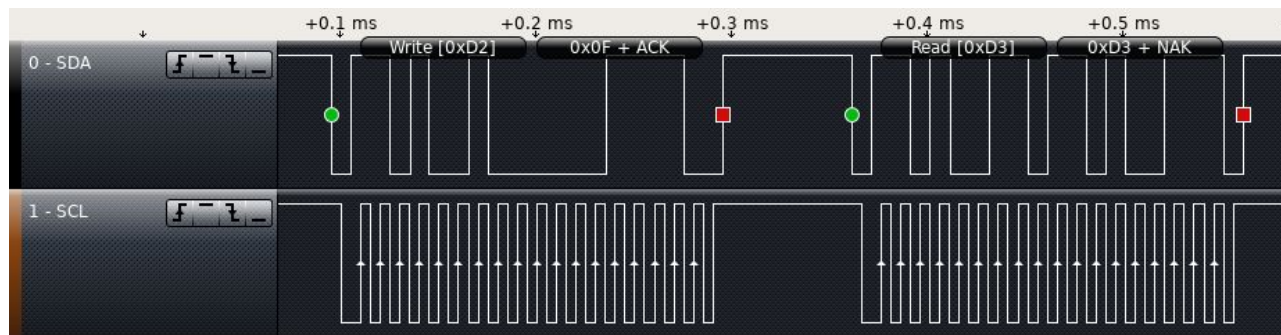 +0.1 ms +0.2 ms +0.3 ms +0.4 ms +0.5 ms
Write [0xD2] 0x0F + ACK Read [0xD3] 0xD3 + NAK
0 - SDA
1 - SCL